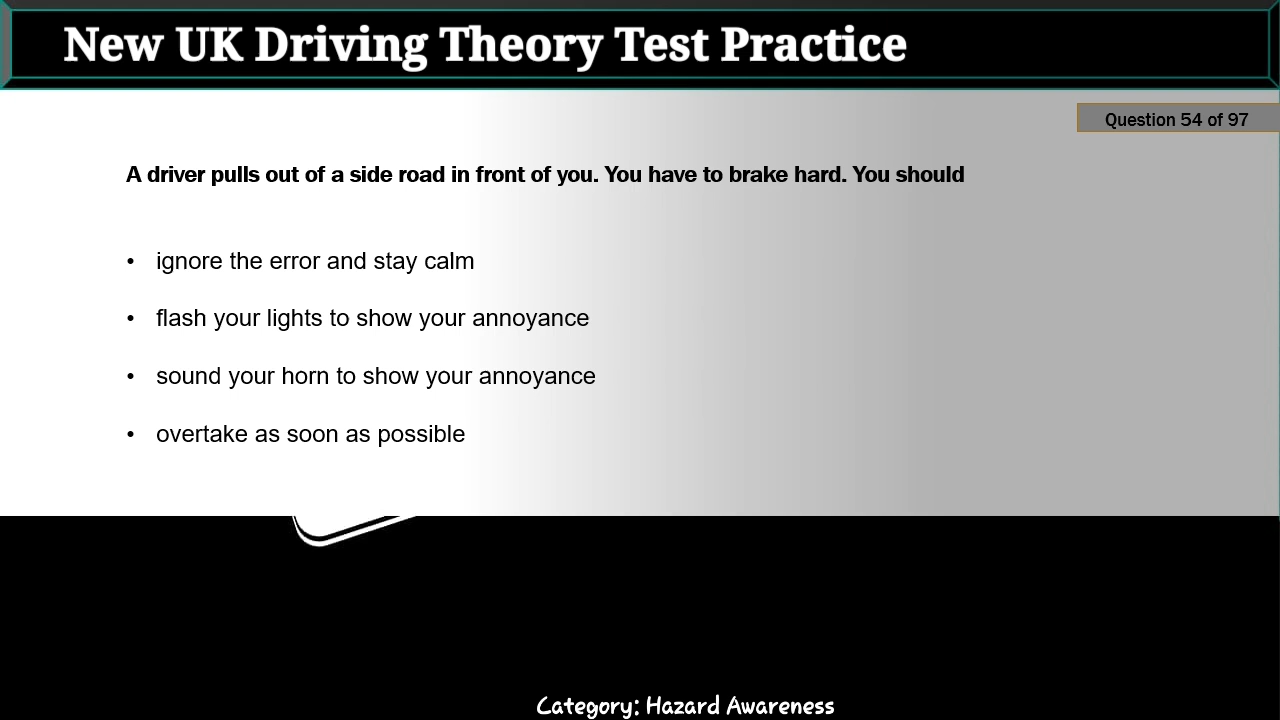 New UK Driving Theory Test Practice
Question 54 of 97
A driver pulls out of a side road in front of you. You have to brake hard. You should
• ignore the error and stay calm
• flash your lights to show your annoyance
• sound your horn to show your annoyance
• overtake as soon as possible
Category: Hazard Awareness